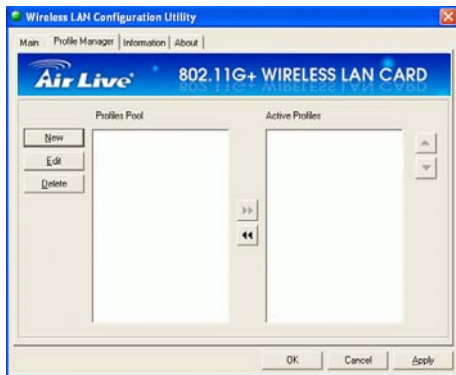 Wireless LAN Configuration Utility
Main Profile Manager Information About
Air Live 802.11G+ WIRELESS LAN CARD
Profiles Pool Active Profiles
New
Edit
Delete
OK Cancel Apply